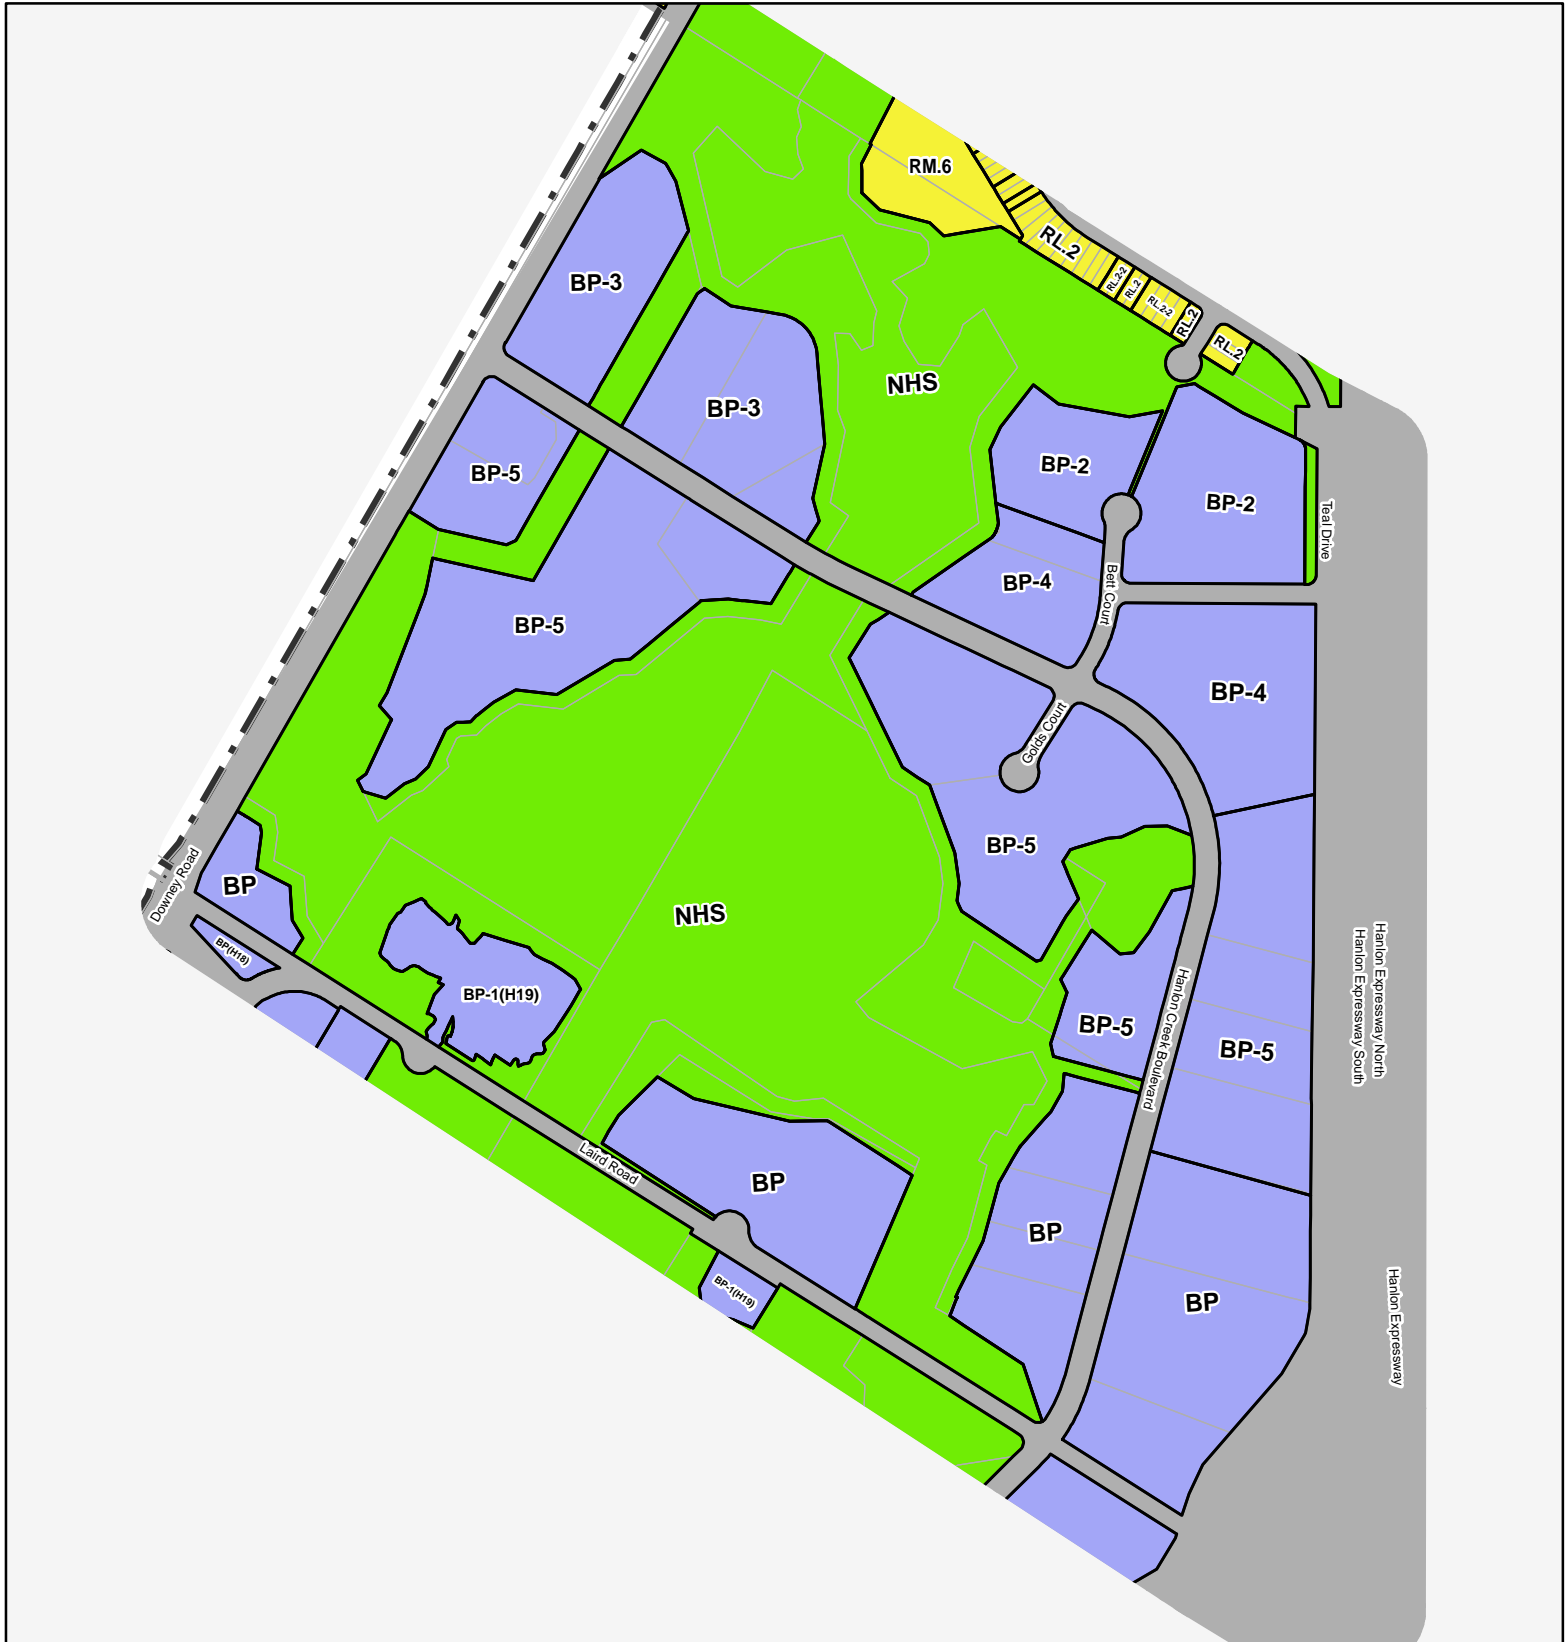 RM.6
RL.2
RL.2-2
RL.2
RL.2-2
RL.2
RL.2
BP-3
NHS
BP-3
BP-2
BP-5
BP-2
Teal Drive
BP-4
Bett Court
BP-5
BP-4
Golds Court
BP-5
Downey Road
BP
NHS
BP(H18)
BP-1(H19)
BP-5
Hanlon Creek Boulevard
BP-5
Hanlon Expressway North
Hanlon Expressway South
Laird Road
BP
BP
BP-1(H19)
BP
Hanlon Expressway